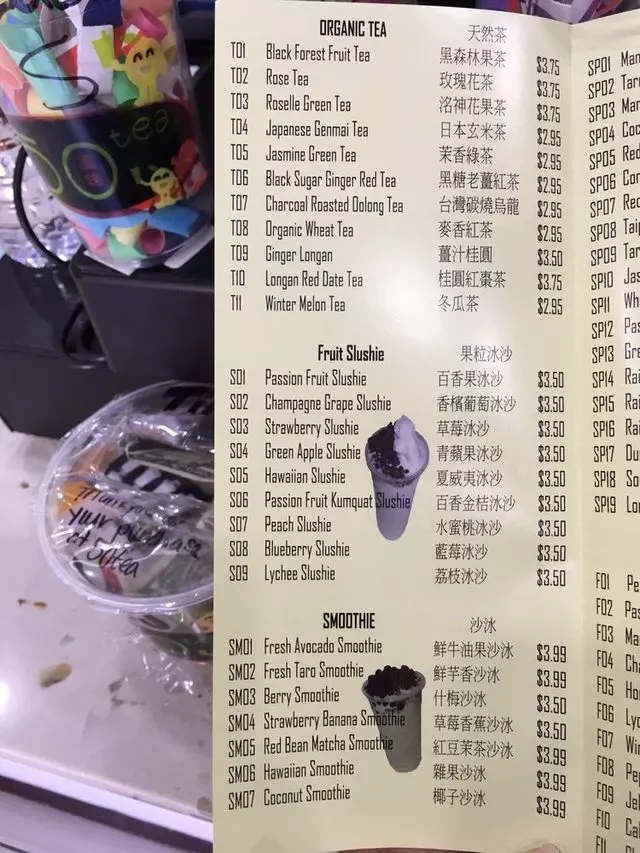 tea
ORGANIC TEA 天然茶
T01 Black Forest Fruit Tea 黑森林果茶 $3.75
T02 Rose Tea 玫瑰花茶 $3.75
T03 Roselle Green Tea 洛神花果茶 $3.75
T04 Japanese Genmai Tea 日本玄米茶 $2.95
T05 Jasmine Green Tea 茉香綠茶 $2.95
T06 Black Sugar Ginger Red Tea 黑糖老薑紅茶 $2.95
T07 Charcoal Roasted Oolong Tea 台灣碳燒烏龍 $2.95
T08 Organic Wheat Tea 麥香紅茶 $2.95
T09 Ginger Longan 薑汁桂圓 $3.50
T10 Longan Red Date Tea 桂圓紅棗茶 $3.75
T11 Winter Melon Tea 冬瓜茶 $2.95
Fruit Slushie 果粒冰沙
S01 Passion Fruit Slushie 百香果冰沙 $3.50
S02 Champagne Grape Slushie 香檳葡萄冰沙 $3.50
S03 Strawberry Slushie 草莓冰沙 $3.50
S04 Green Apple Slushie 青蘋果冰沙 $3.50
S05 Hawaiian Slushie 夏威夷冰沙 $3.50
S06 Passion Fruit Kumquat Slushie 百香金桔冰沙 $3.50
S07 Peach Slushie 水蜜桃冰沙 $3.50
S08 Blueberry Slushie 藍莓冰沙 $3.50
S09 Lychee Slushie 荔枝冰沙 $3.50
SMOOTHIE 沙冰
SM01 Fresh Avocado Smoothie 鮮牛油果沙冰 $3.99
SM02 Fresh Taro Smoothie 鮮芋香沙冰 $3.99
SM03 Berry Smoothie 什梅沙冰 $3.50
SM04 Strawberry Banana Smoothie 草莓香蕉沙冰 $3.50
SM05 Red Bean Matcha Smoothie 紅豆茉茶沙冰 $3.99
SM06 Hawaiian Smoothie 雜果沙冰 $3.99
SM07 Coconut Smoothie 椰子沙冰 $3.99
SP01
SP02
SP03
SP04
SP05 Red
SP06
SP07
SP08
SP09
SP10
SP11
SP12
SP13
SP14
SP15
SP16
SP17
SP18
SP19
F01
F02
F03
F04
F05
F06
F07
F08
F09
F10